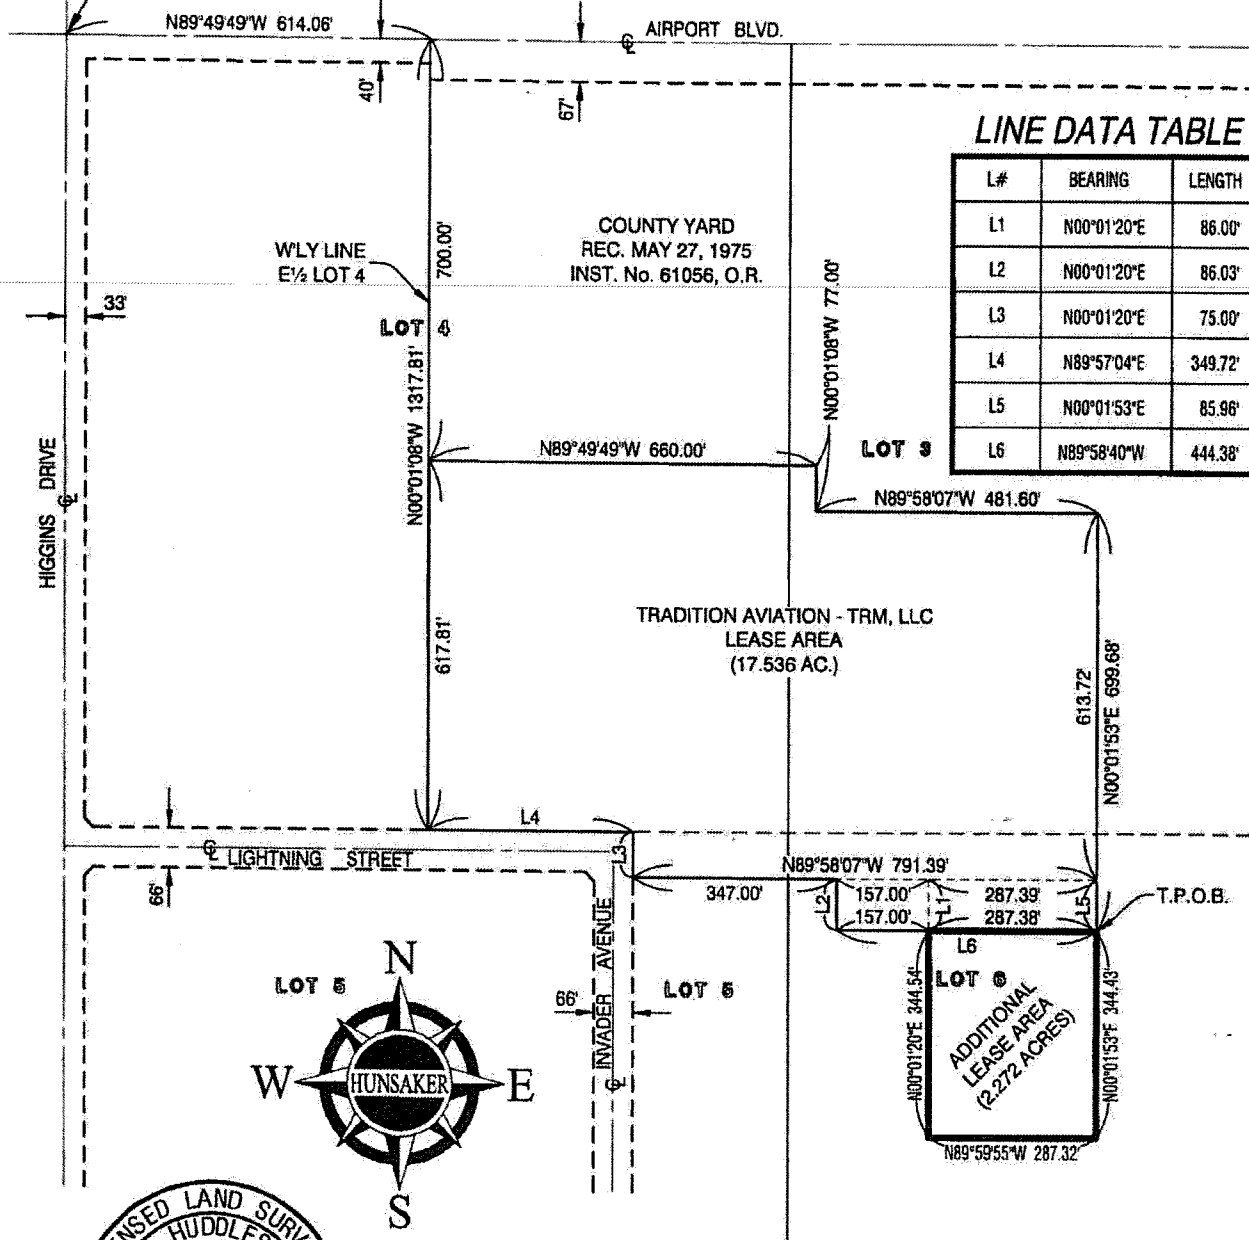 N89°49'49"W 614.06'
AIRPORT BLVD.
40'
67'
LINE DATA TABLE
L# BEARING LENGTH
L1 N00°01'20"E 86.00'
L2 N00°01'20"E 86.03'
L3 N00°01'20"E 75.00'
L4 N89°57'04"E 349.72'
L5 N00°01'53"E 85.96'
L6 N89°58'40"W 444.38'
COUNTY YARD
REC. MAY 27, 1975
INST. No. 61056, O.R.
W'LY LINE
E½ LOT 4
700.00'
33'
LOT 4
N00°01'08"W 1317.81'
N00°01'08"W 77.00'
N89°49'49"W 660.00'
LOT 3
N89°58'07"W 481.60'
HIGGINS DRIVE
TRADITION AVIATION - TRM, LLC
LEASE AREA
(17.536 AC.)
617.81'
613.72'
N00°01'53"E 699.68'
L4
LIGHTNING STREET
L3
N89°58'07"W 791.39'
347.00'
157.00'
287.39'
L2
L1
L5
157.00'
287.38'
T.P.O.B.
66'
L6
LOT 5
N
W
E
S
HUNSAKER
66'
INVADER AVENUE
LOT 5
LOT 6
N00°01'20"E 344.54'
ADDITIONAL
LEASE AREA
(2.272 ACRES)
N00°01'53"E 344.43'
N89°59'55"W 287.32'
ENSED LAND SURV
HUDDLES